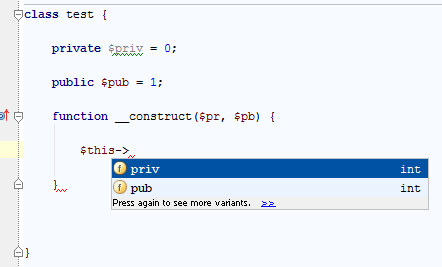 class test {
private $priv = 0;
public $pub = 1;
function __construct($pr, $pb) {
$this->
priv int
pub int
Press again to see more variants. >>
}
}